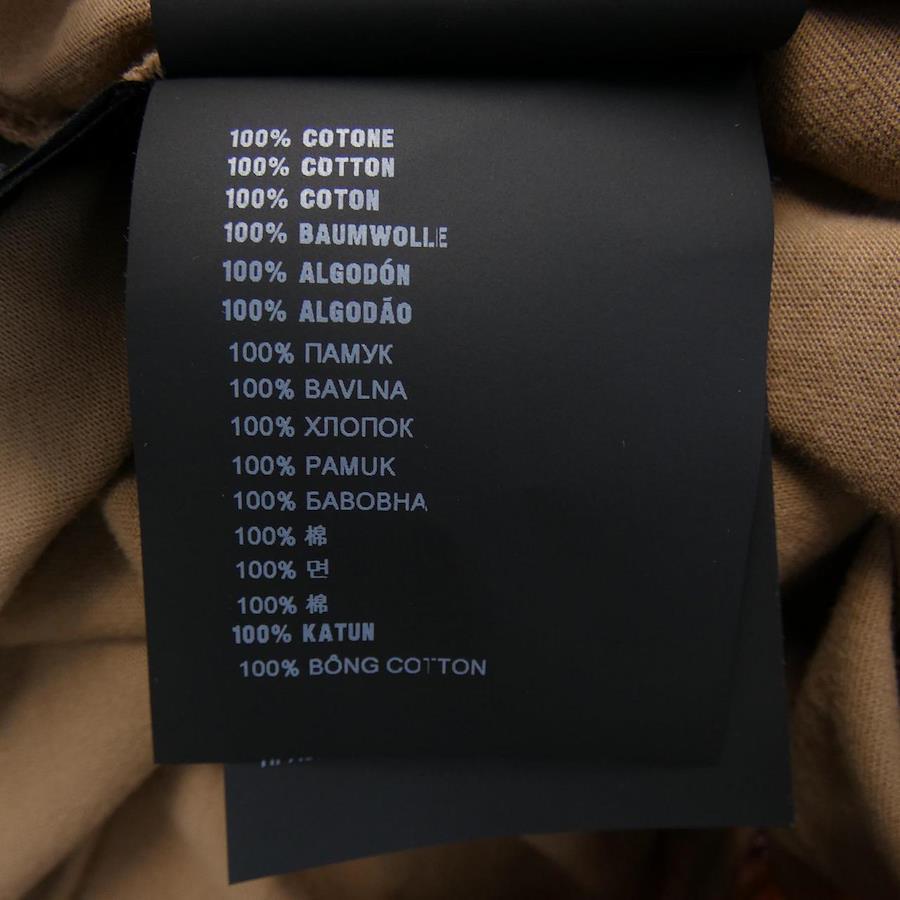 100% COTONE
100% COTTON
100% COTON
100% BAUMWOLLE
100% ALGODÓN
100% ALGODÃO
100% ПАМУК
100% BAVLNA
100% ХЛОПОК
100% PAMUK
100% БАВОВНА
100% 棉
100% 면
100% 棉
100% KATUN
100% BÔNG COTTON